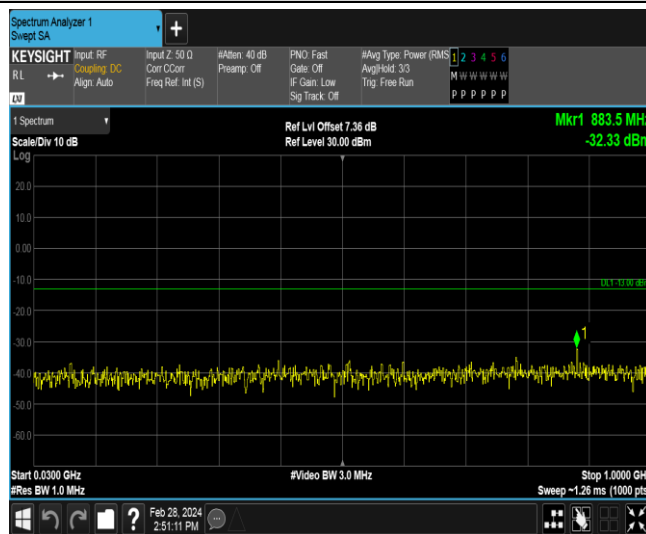 Spectrum Analyzer 1
Swept SA
+
KEYSIGHT
RL
LXI
Input: RF
Coupling: DC
Align: Auto
Input Z: 50 Ω
Corr CCorr
Freq Ref: Int (S)
#Atten: 40 dB
Preamp: Off
PNO: Fast
Gate: Off
IF Gain: Low
Sig Track: Off
#Avg Type: Power (RMS
Avg|Hold: 3/3
Trig: Free Run
1 2 3 4 5 6
M W W W W W
P P P P P P
1 Spectrum
Scale/Div 10 dB
Log
Ref Lvl Offset 7.36 dB
Ref Level 30.00 dBm
Mkr1 883.5 MHz
-32.33 dBm
20.0
10.0
0.00
-10.0
DL1 -13.00 dBm
-20.0
-30.0
1
-40.0
-50.0
-60.0
Start 0.0300 GHz
#Res BW 1.0 MHz
#Video BW 3.0 MHz
Stop 1.0000 GHz
Sweep ~1.26 ms (1000 pts
?
Feb 28, 2024
2:51:11 PM